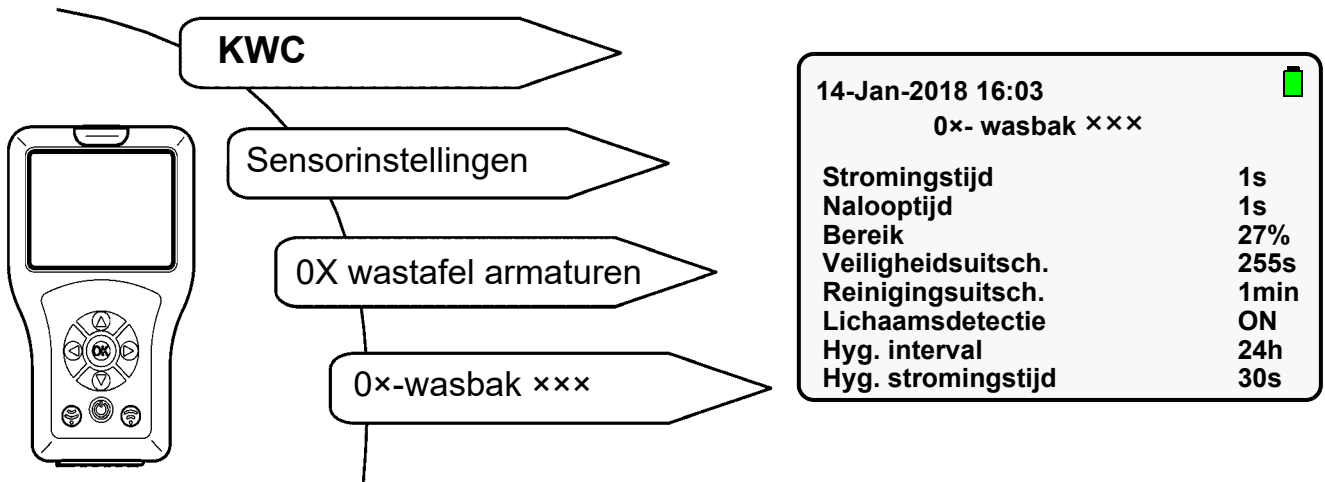 KWC
Sensorinstellingen
0X wastafel armaturen
0×-wasbak ×××
OK
14-Jan-2018 16:03
0×- wasbak ×××
Stromingstijd 1s
Nalooptijd 1s
Bereik 27%
Veiligheidsuitsch. 255s
Reinigingsuitsch. 1min
Lichaamsdetectie ON
Hyg. interval 24h
Hyg. stromingstijd 30s